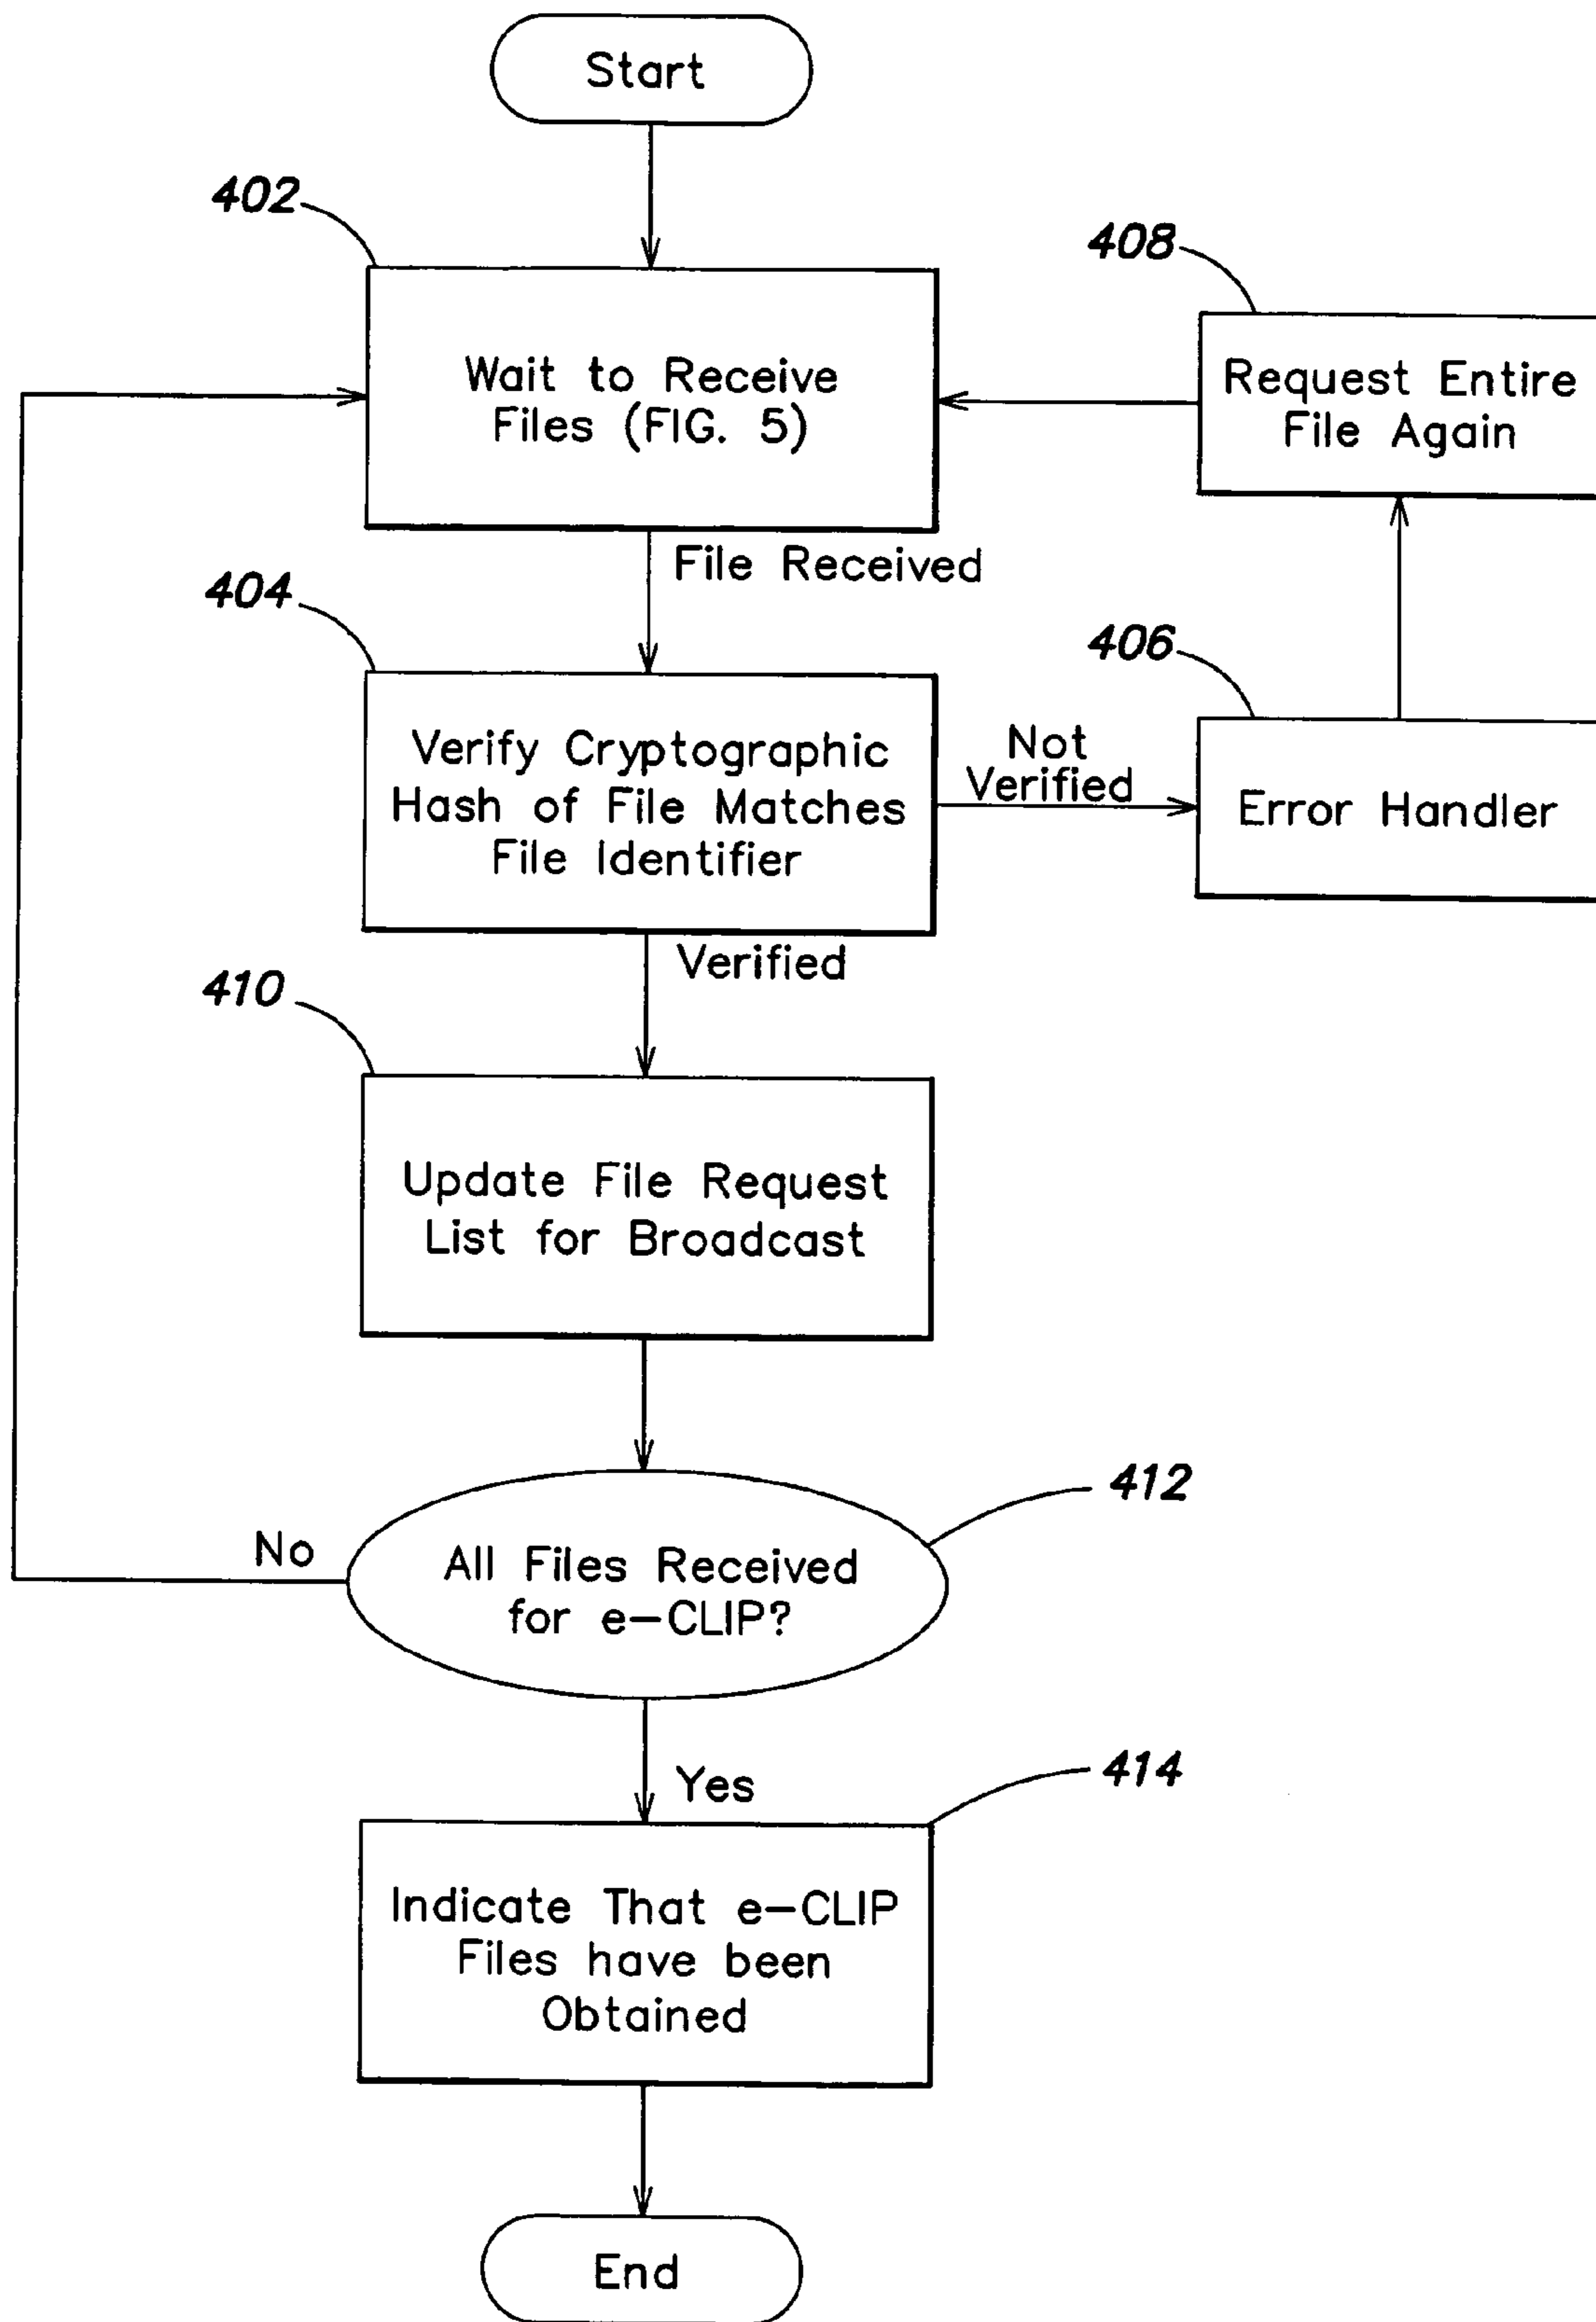 Start
402
Wait to Receive
Files (FIG. 5)
408
Request Entire
File Again
File Received
404
Verify Cryptographic
Hash of File Matches
File Identifier
Not
Verified
406
Error Handler
Verified
410
Update File Request
List for Broadcast
412
All Files Received
for e-CLIP?
No
Yes
414
Indicate That e-CLIP
Files have been
Obtained
End